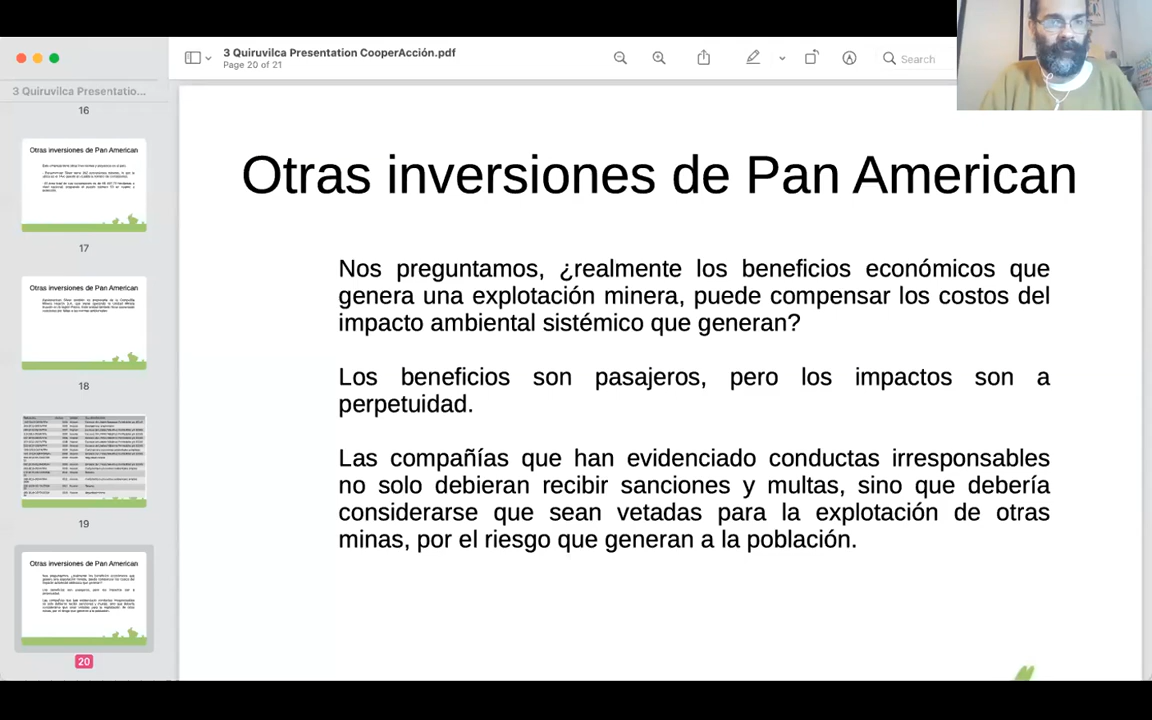 3 Quiruvilca Presentation CooperAcción.pdf
Page 20 of 21
Search
3 Quiruvilca Presentatio...
16
Otras inversiones de Pan American
17
Otras inversiones de Pan American
18
19
Otras inversiones de Pan American
20
Otras inversiones de Pan American
Nos preguntamos, ¿realmente los beneficios económicos que
genera una explotación minera, puede compensar los costos del
impacto ambiental sistémico que generan?
Los beneficios son pasajeros, pero los impactos son a
perpetuidad.
Las compañías que han evidenciado conductas irresponsables
no solo debieran recibir sanciones y multas, sino que debería
considerarse que sean vetadas para la explotación de otras
minas, por el riesgo que generan a la población.